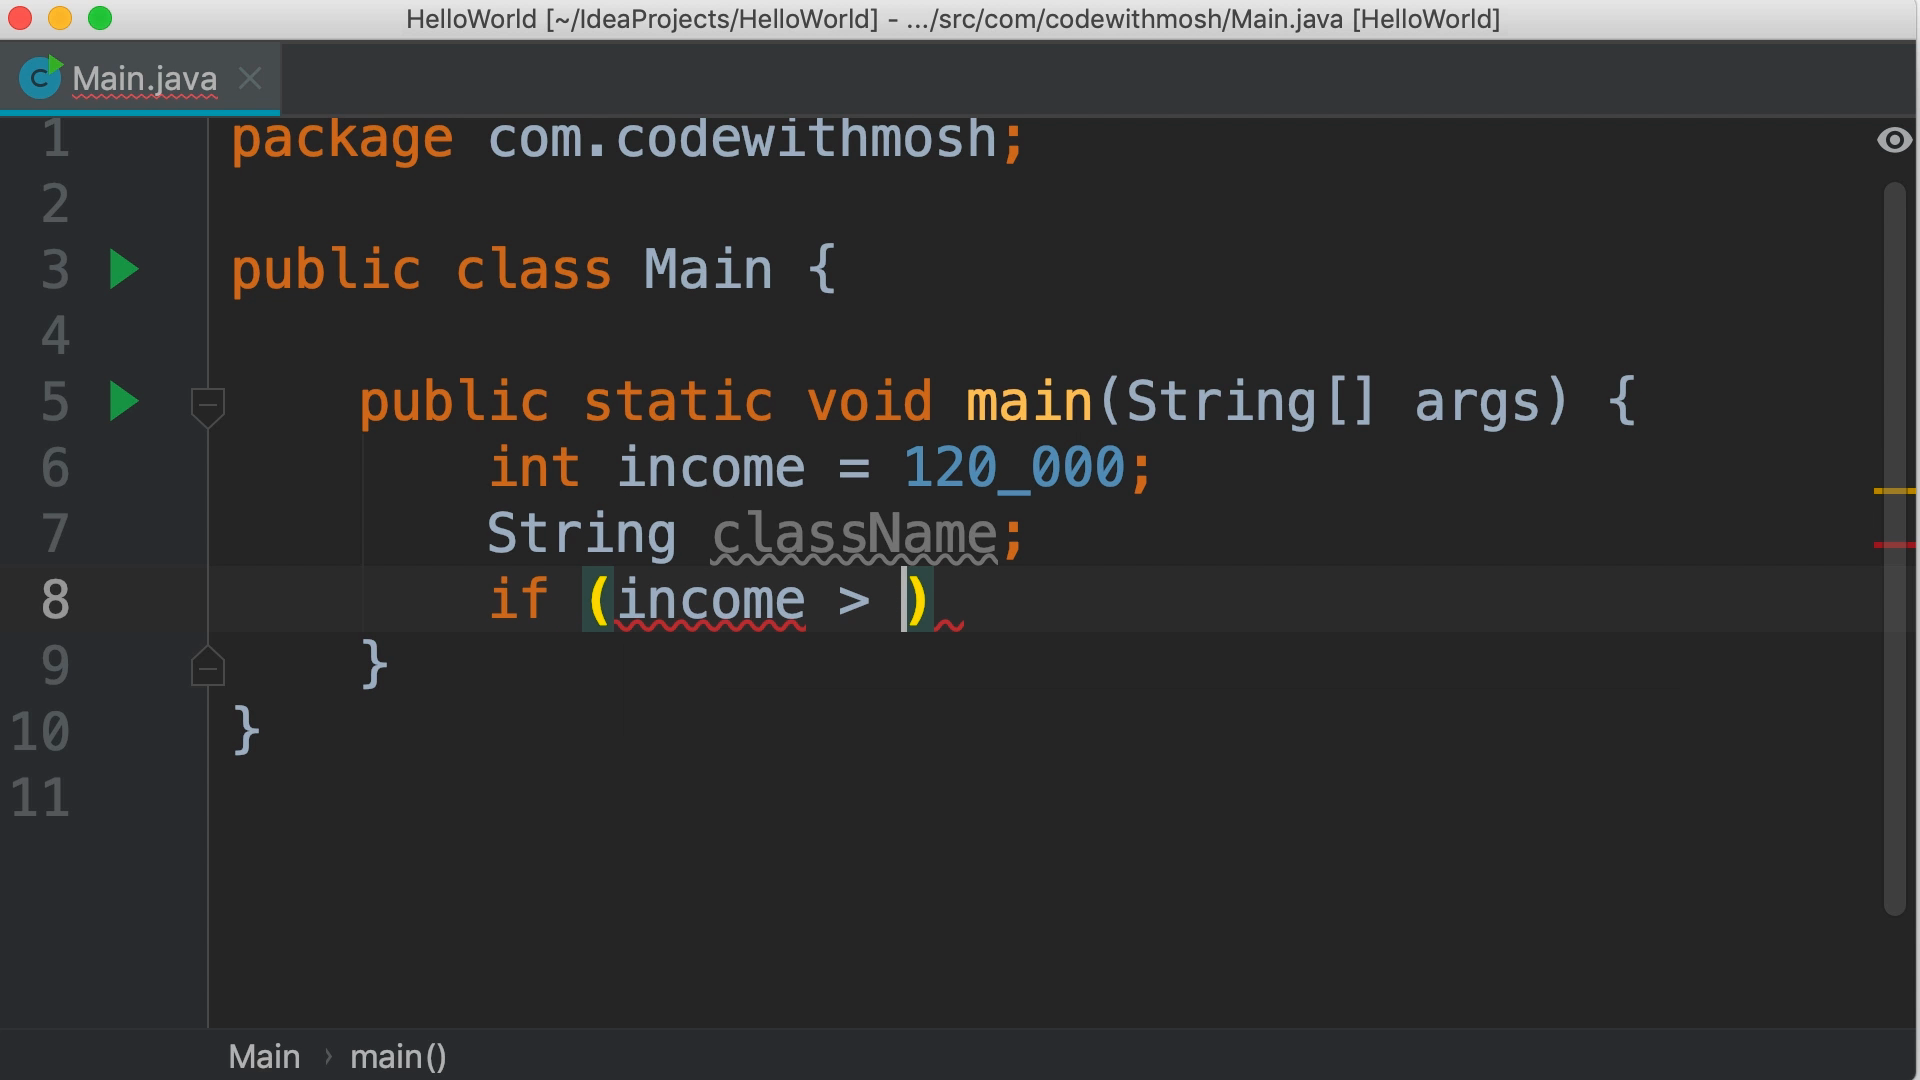 HelloWorld [~/IdeaProjects/HelloWorld] - .../src/com/codewithmosh/Main.java [HelloWorld]
Main.java
1 package com.codewithmosh;
2
3 public class Main {
4
5 public static void main(String[] args) {
6 int income = 120_000;
7 String className;
8 if (income > )
9 }
10 }
11
Main › main()